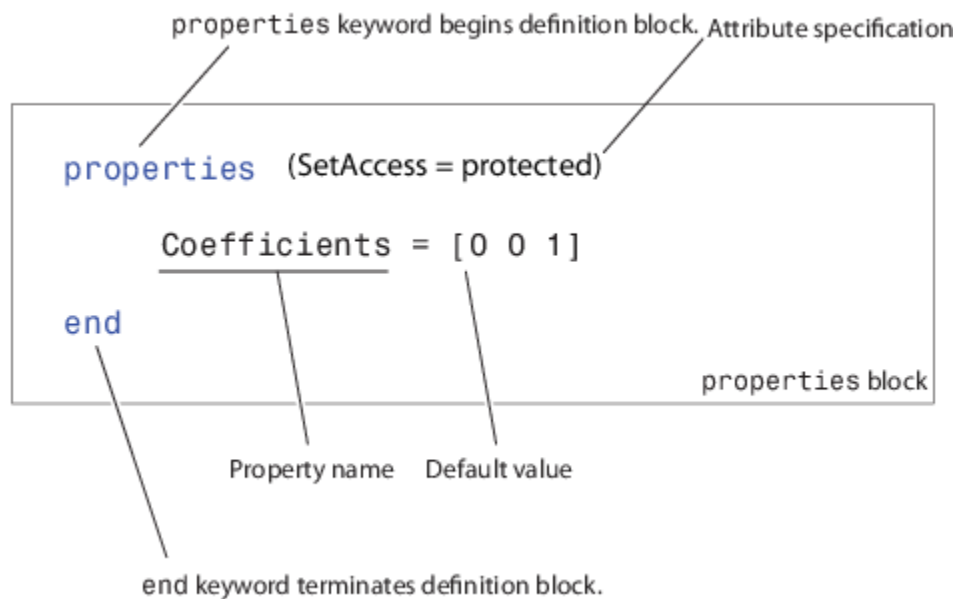 properties keyword begins definition block. Attribute specification
properties (SetAccess = protected)
Coefficients = [0 0 1]
end
properties block
Property name Default value
end keyword terminates definition block.